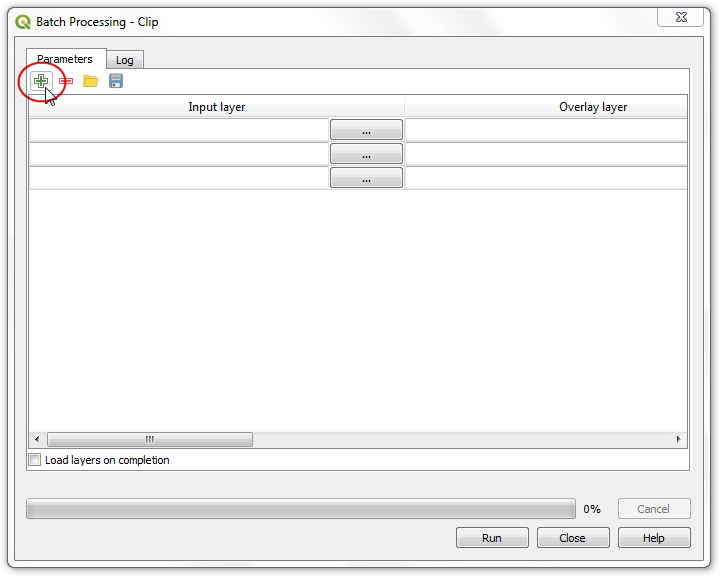 Batch Processing - Clip
Parameters Log
Input layer Overlay layer
...
...
...
Load layers on completion
0% Cancel
Run Close Help